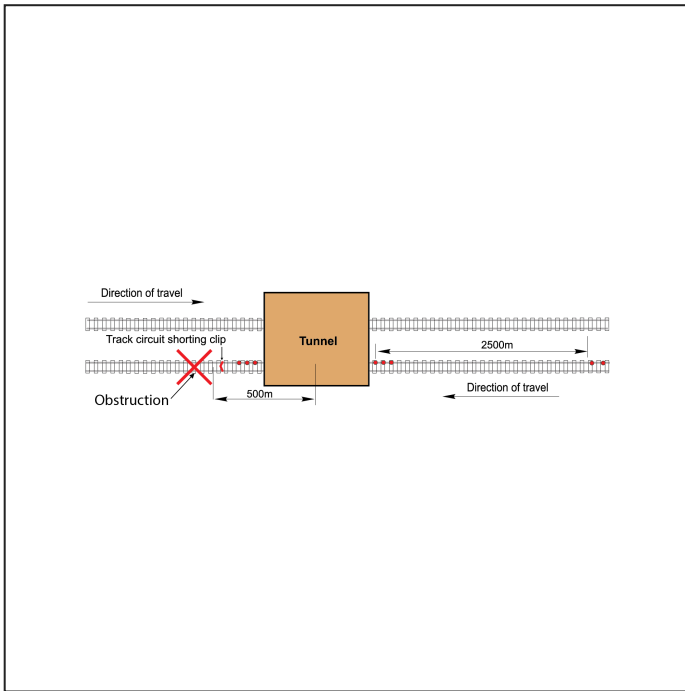 Direction of travel
Track circuit shorting clip
Tunnel
2500m
Obstruction
500m
Direction of travel